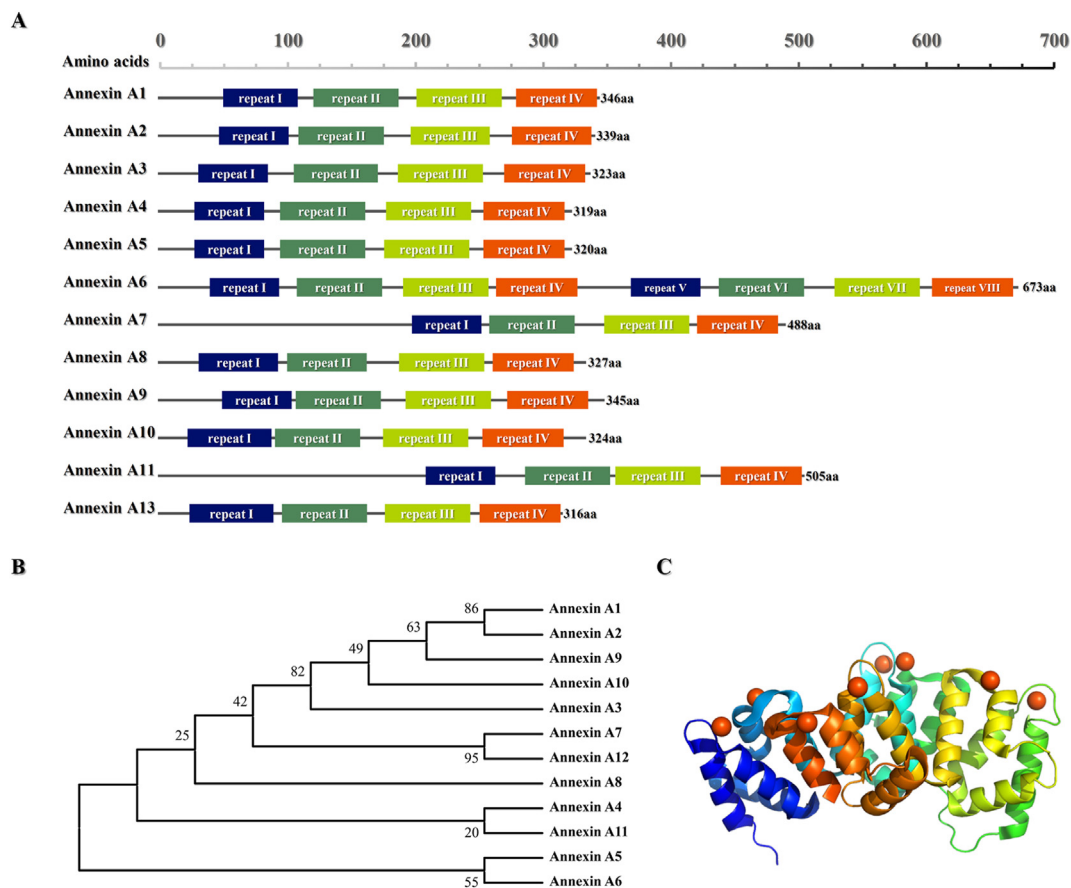 A
0 100 200 300 400 500 600 700
Amino acids
Annexin A1 repeat I repeat II repeat III repeat IV 346aa
Annexin A2 repeat I repeat II repeat III repeat IV 339aa
Annexin A3 repeat I repeat II repeat III repeat IV 323aa
Annexin A4 repeat I repeat II repeat III repeat IV 319aa
Annexin A5 repeat I repeat II repeat III repeat IV 320aa
Annexin A6 repeat I repeat II repeat III repeat IV repeat V repeat VI repeat VII repeat VIII 673aa
Annexin A7 repeat I repeat II repeat III repeat IV 488aa
Annexin A8 repeat I repeat II repeat III repeat IV 327aa
Annexin A9 repeat I repeat II repeat III repeat IV 345aa
Annexin A10 repeat I repeat II repeat III repeat IV 324aa
Annexin A11 repeat I repeat II repeat III repeat IV 505aa
Annexin A13 repeat I repeat II repeat III repeat IV 316aa
B
86 Annexin A1
Annexin A2
63 Annexin A9
49 Annexin A10
82 Annexin A3
42 Annexin A7
95 Annexin A12
25 Annexin A8
Annexin A4
20 Annexin A11
Annexin A5
55 Annexin A6
C